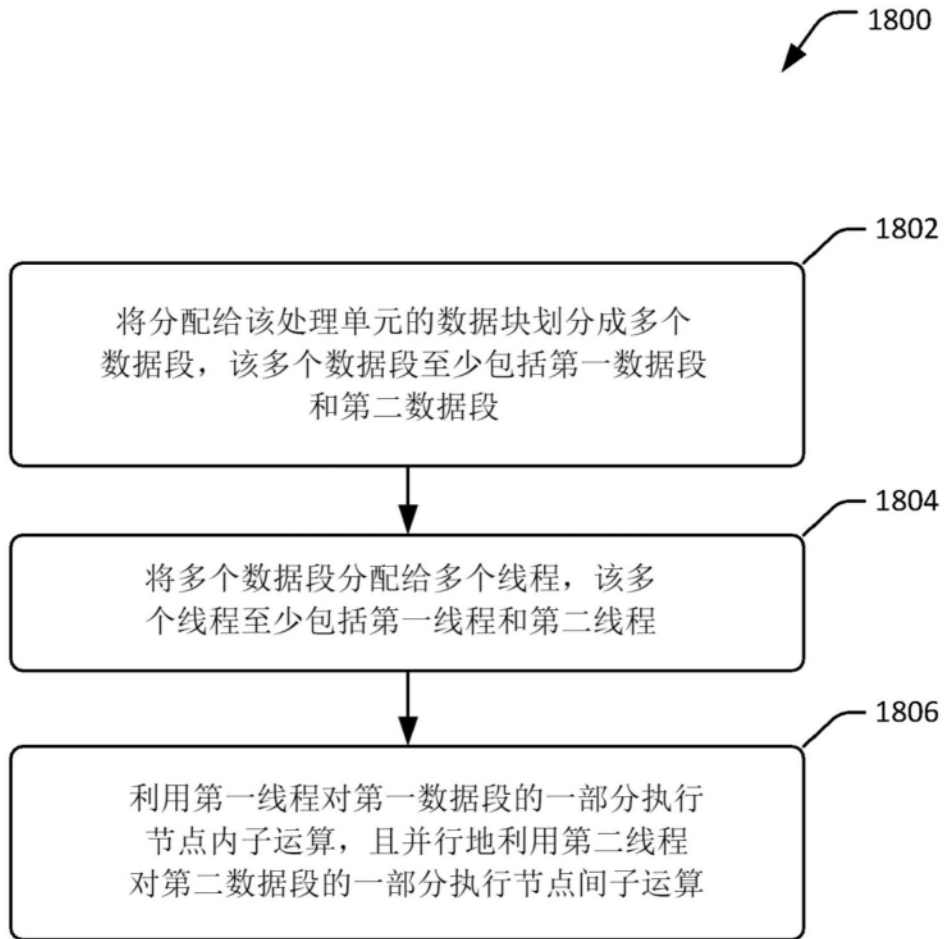 1800
1802
将分配给该处理单元的数据块划分成多个
数据段，该多个数据段至少包括第一数据段
和第二数据段
1804
将多个数据段分配给多个线程，该多
个线程至少包括第一线程和第二线程
1806
利用第一线程对第一数据段的一部分执行
节点内子运算，且并行地利用第二线程
对第二数据段的一部分执行节点间子运算